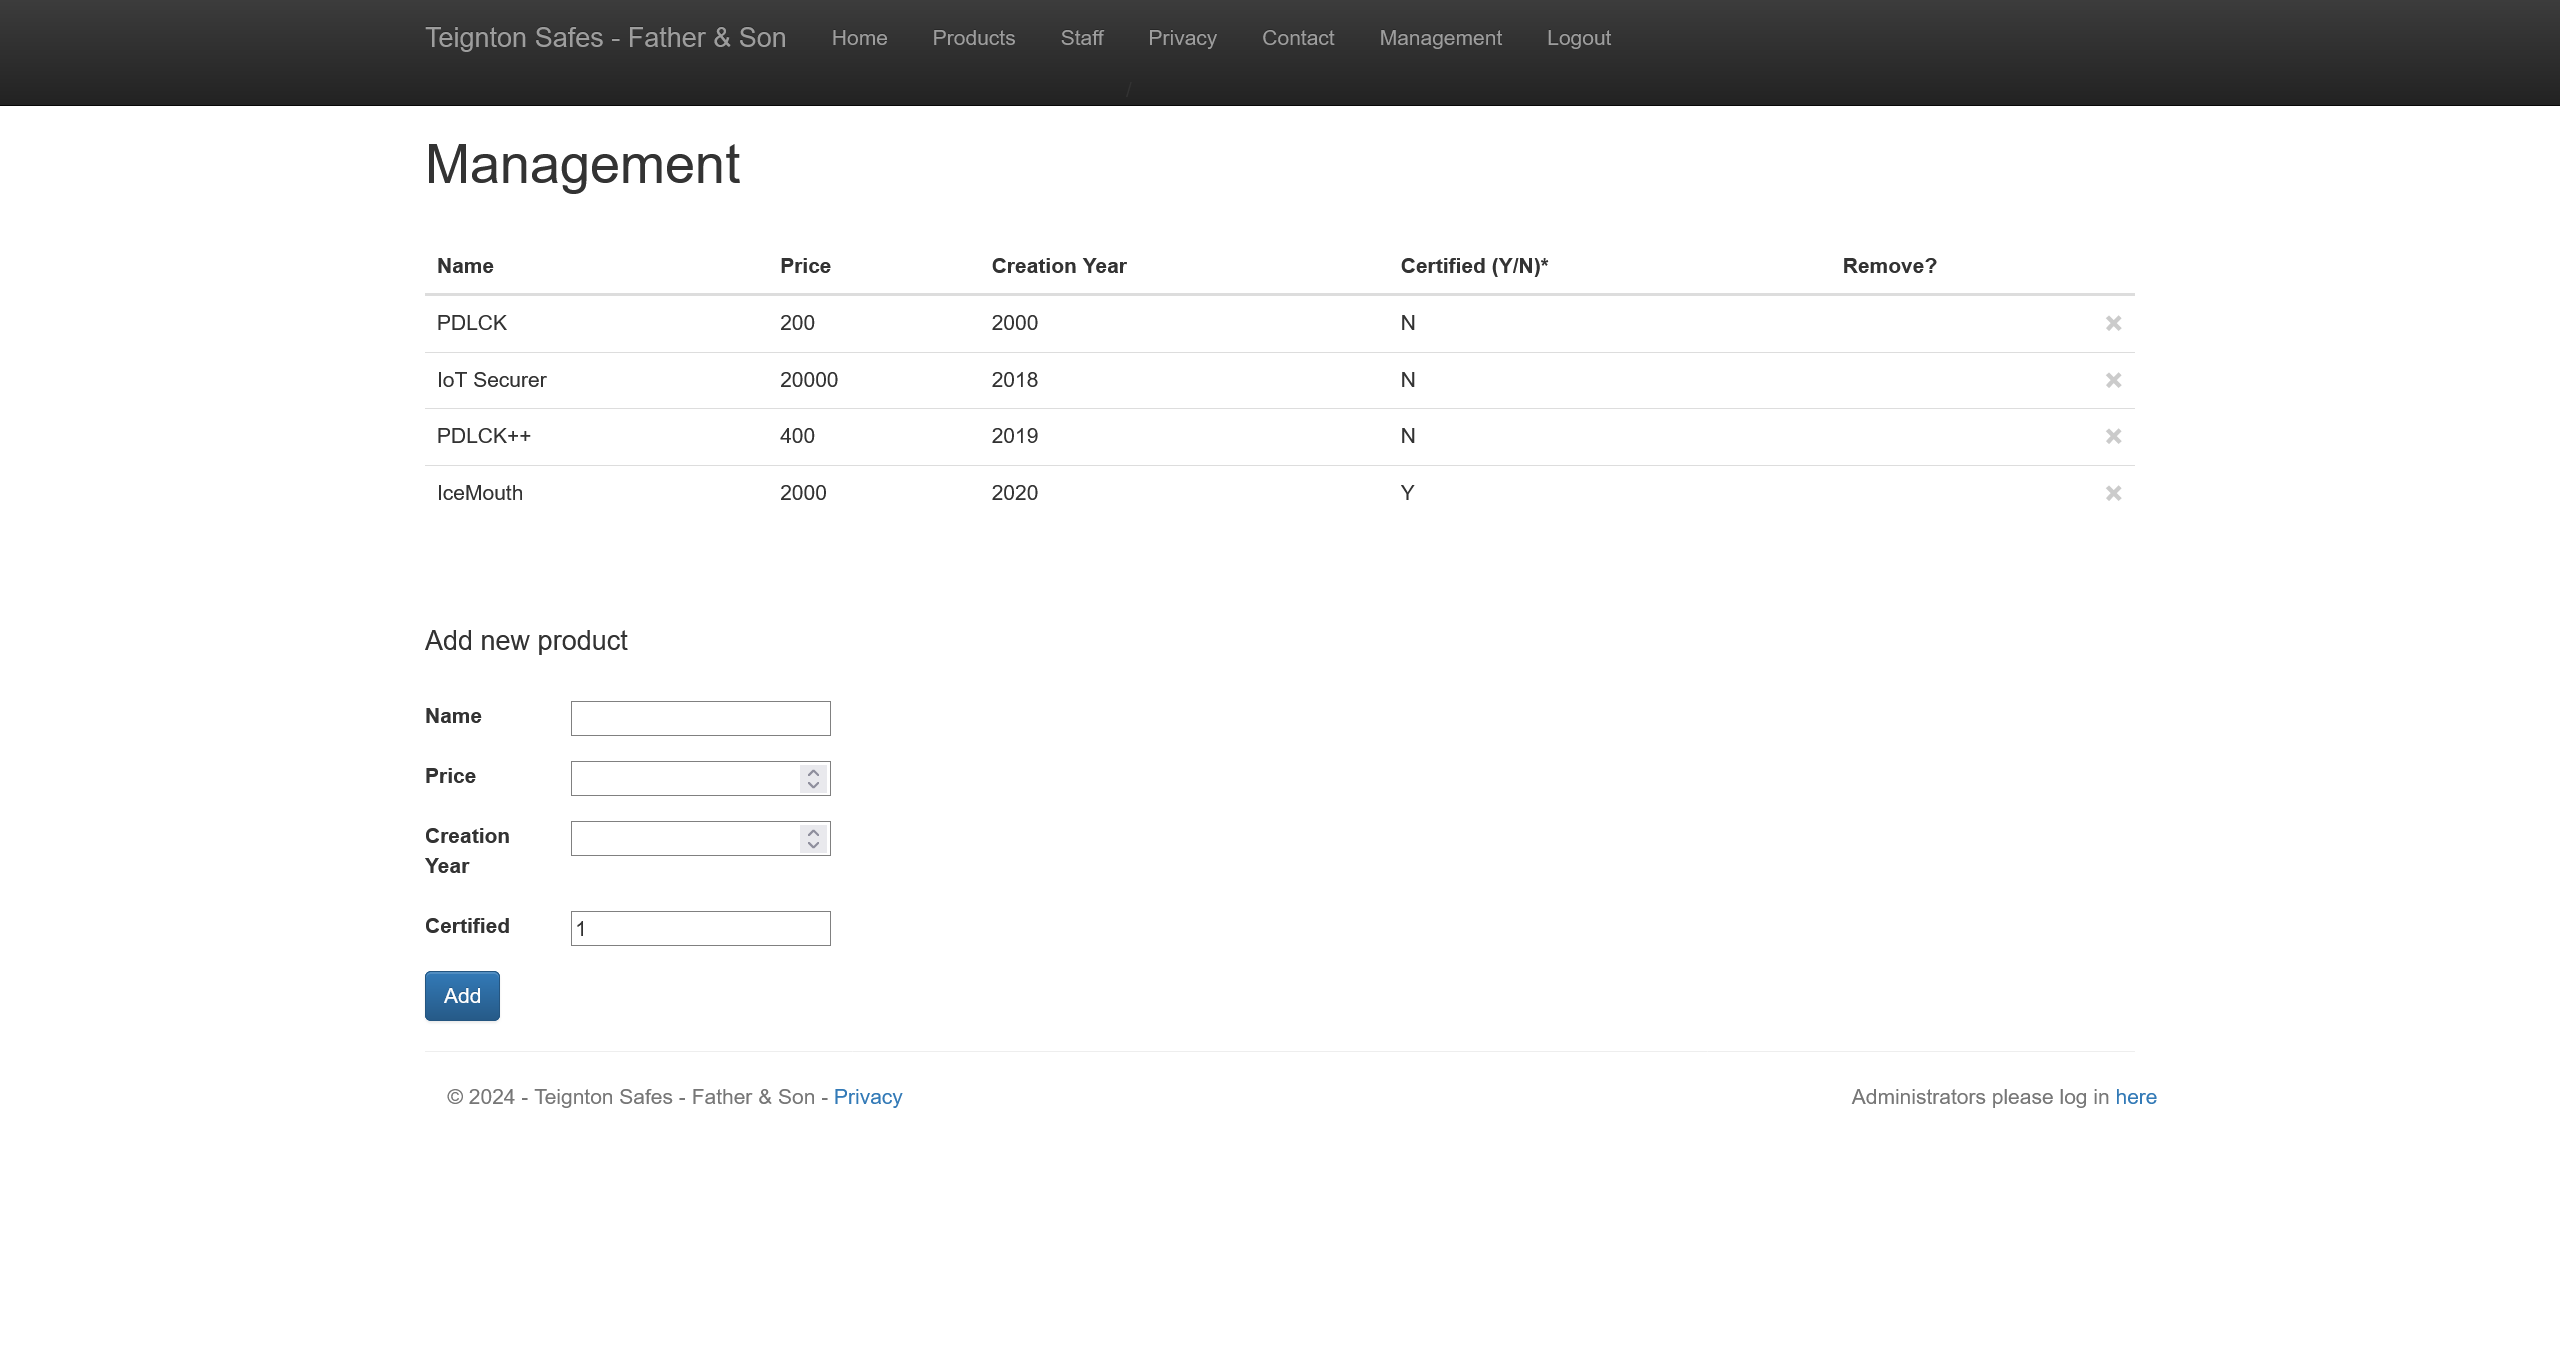 Teignton Safes - Father & Son Home Products Staff Privacy Contact Management Logout
/
Management
Name Price Creation Year Certified (Y/N)* Remove?
PDLCK 200 2000 N ×
IoT Securer 20000 2018 N ×
PDLCK++ 400 2019 N ×
IceMouth 2000 2020 Y ×
Add new product
Name
Price
Creation
Year
Certified 1
Add
© 2024 - Teignton Safes - Father & Son - Privacy Administrators please log in here